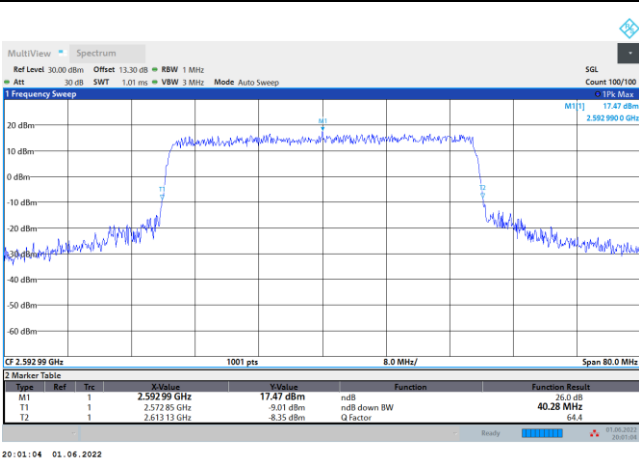 MultiView Spectrum
Ref Level 30.00 dBm Offset 13.30 dB RBW 1 MHz SGL
Att 30 dB SWT 1.01 ms VBW 3 MHz Mode Auto Sweep Count 100/100
1 Frequency Sweep 1Pk Max
M1[1] 17.47 dBm
2.592 990 0 GHz
M1
20 dBm
10 dBm
0 dBm
T1 T2
-10 dBm
-20 dBm
-30 dBm
-40 dBm
-50 dBm
-60 dBm
CF 2.592 99 GHz 1001 pts 8.0 MHz/ Span 80.0 MHz
2 Marker Table
Type Ref Trc X-Value Y-Value Function Function Result
M1 1 2.592 99 GHz 17.47 dBm ndB 26.0 dB
T1 1 2.572 85 GHz -9.01 dBm ndB down BW 40.28 MHz
T2 1 2.613 13 GHz -8.35 dBm Q Factor 64.4
Ready 01.06.2022
20:01:04
20:01:04 01.06.2022